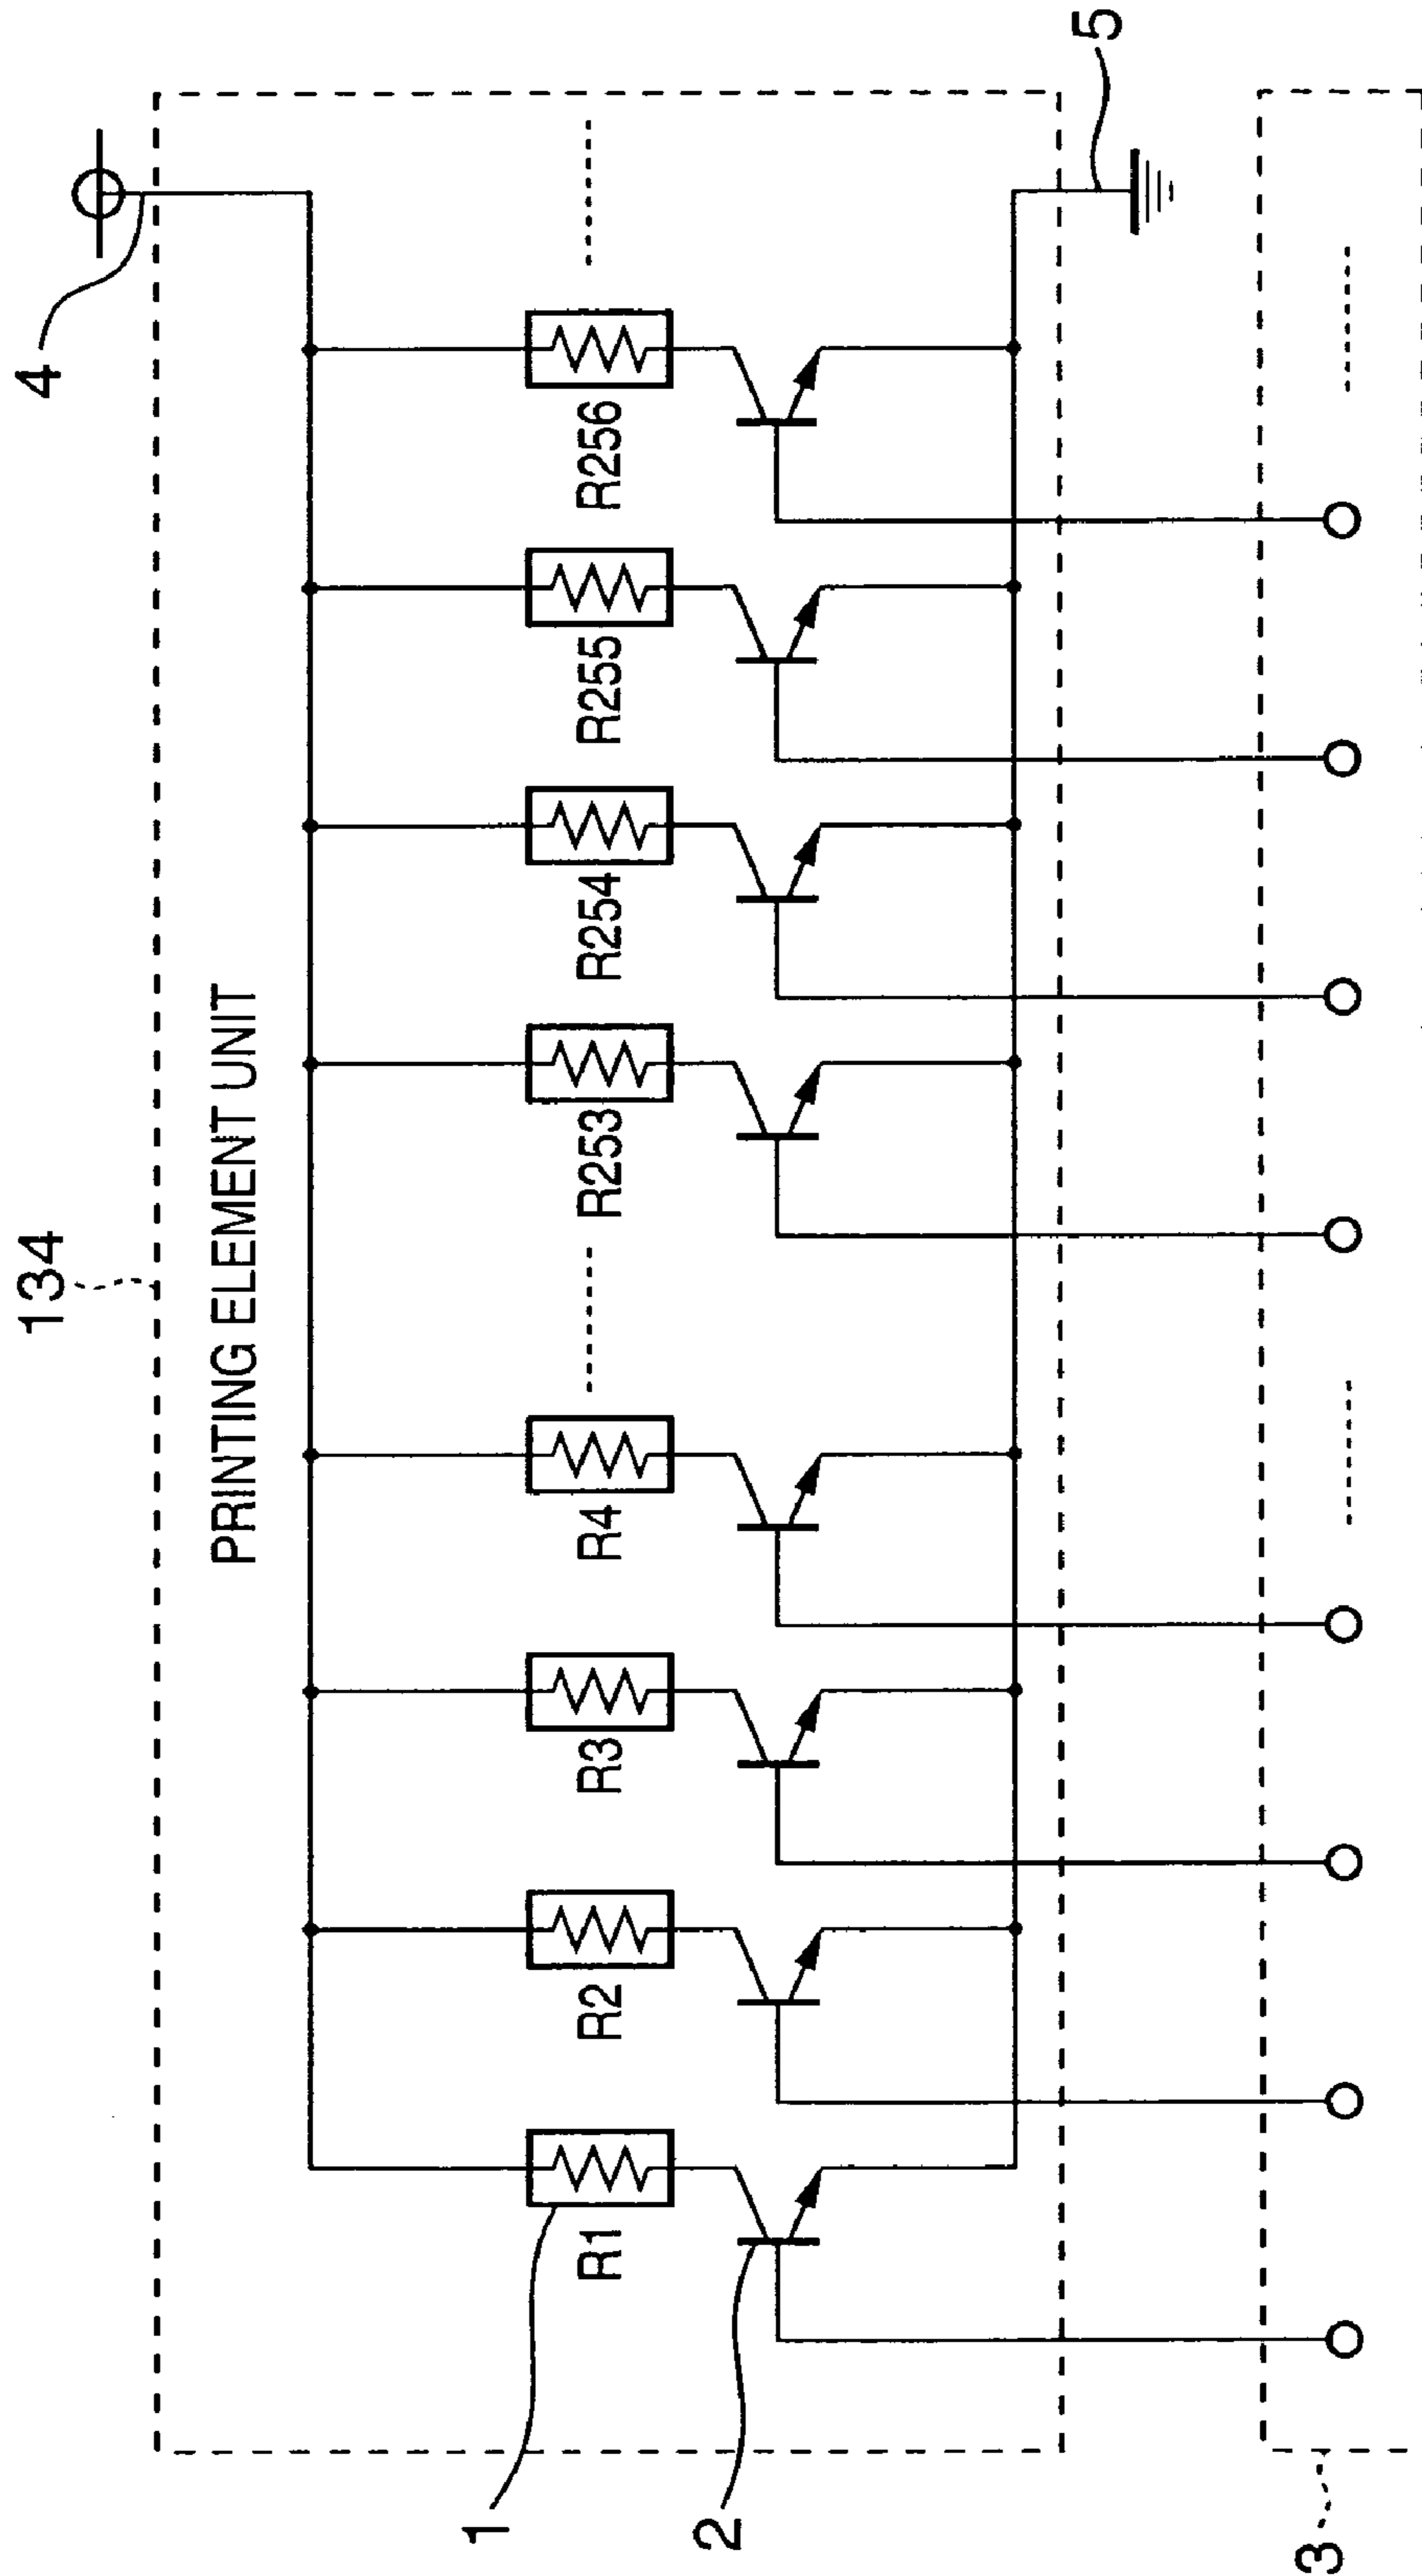 134
4
PRINTING ELEMENT UNIT
1
R1
R2
R3
R4
R253
R254
R255
R256
2
5
3